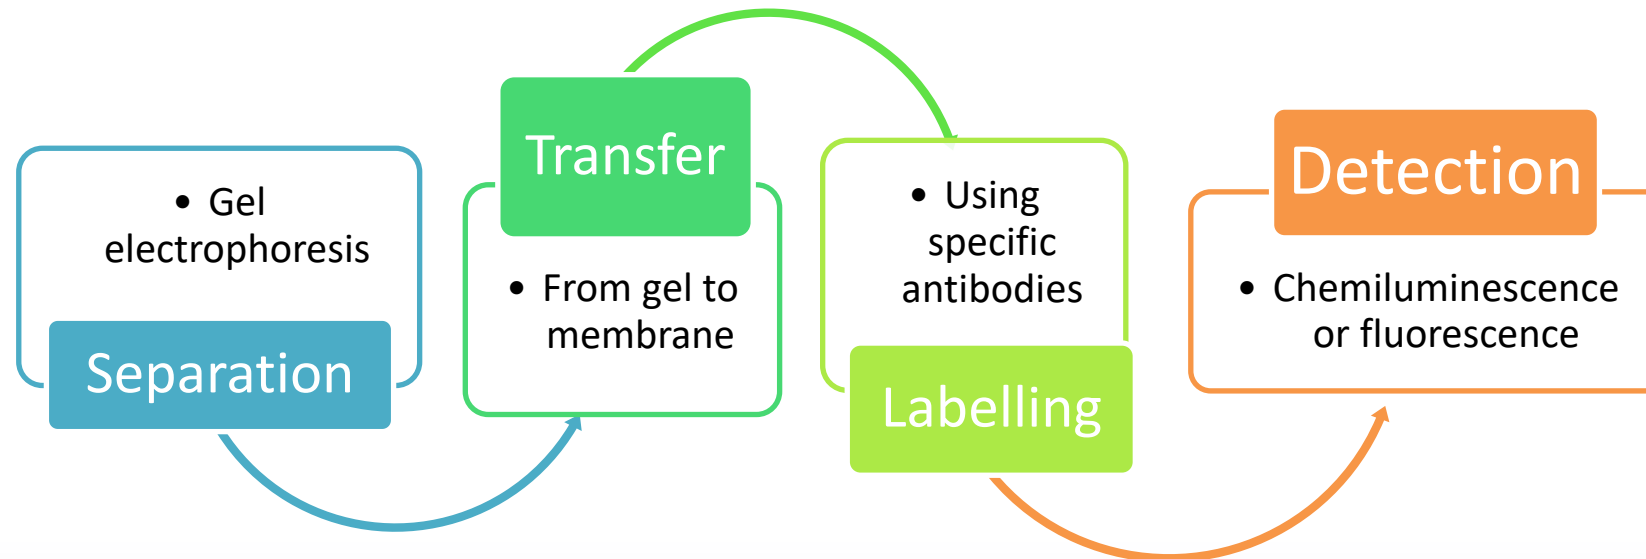 • Gel
electrophoresis
Separation
Transfer
• From gel to
membrane
• Using
specific
antibodies
Labelling
Detection
• Chemiluminescence
or fluorescence